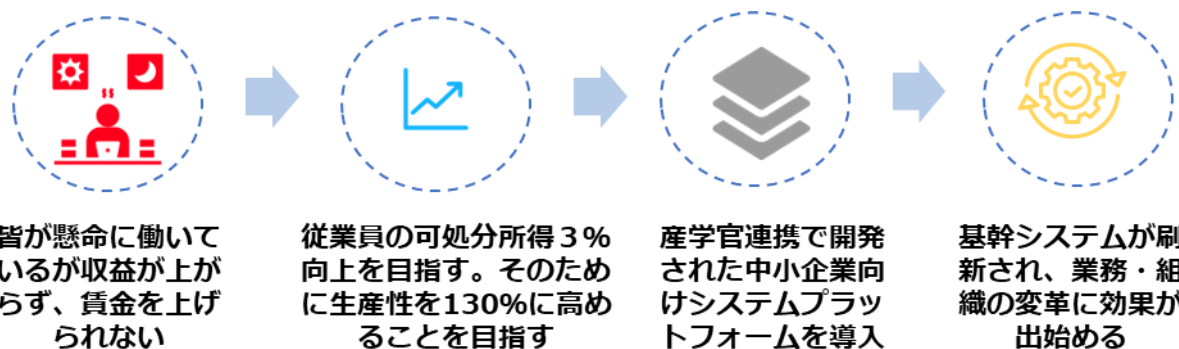 皆が懸命に働いて
いるが収益が上が
らず、賃金を上げ
られない
従業員の可処分所得３%
向上を目指す。そのため
に生産性を130%に高め
ることを目指す
産学官連携で開発
された中小企業向
けシステムプラッ
トフォームを導入
基幹システムが刷
新され、業務・組
織の変革に効果が
出始める